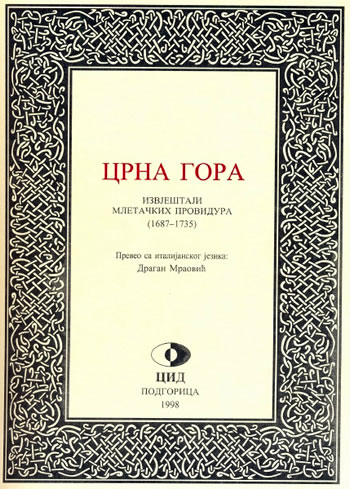 ЦРНА ГОРА
ИЗВЈЕШТАЈИ
МЛЕТАЧКИХ ПРОВИДУРА
(1687–1735)
Превео са италијанског језика:
Драган Мраовић
ЦИД
ПОДГОРИЦА
1998